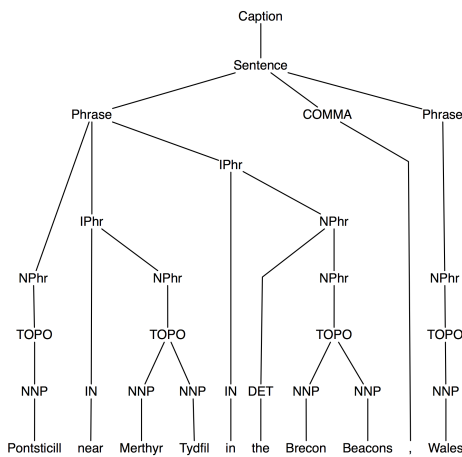 Caption
Sentence
Phrase COMMA Phrase
IPhr
IPhr NPhr
NPhr NPhr NPhr NPhr
TOPO TOPO TOPO TOPO
NNP IN NNP NNP IN DET NNP NNP NNP
Pontsticill near Merthyr Tydfil in the Brecon Beacons , Wales